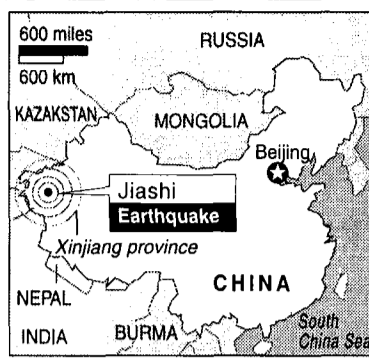 600 miles
600 km
RUSSIA
KAZAKSTAN
MONGOLIA
Beijing
Jiashi
Earthquake
Xinjiang province
CHINA
NEPAL
INDIA
BURMA
South
China Sea